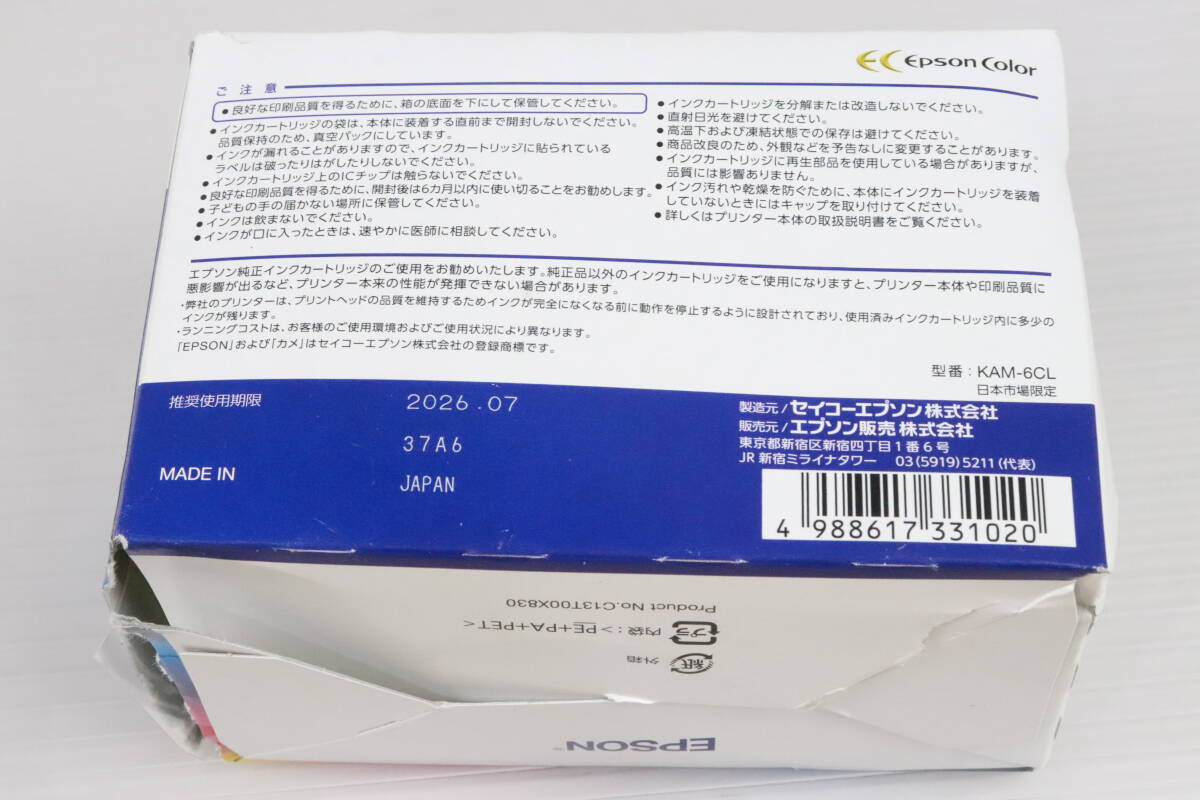 Epson Color
ご注意
●良好な印刷品質を得るために、箱の底面を下にして保管してください。
●インクカートリッジの袋は、本体に装着する直前まで開封しないでください。
品質保持のため、真空パックにしています。
●インクが漏れることがありますので、インクカートリッジに貼られている
ラベルは破ったりはがしたりしないでください。
●インクカートリッジ上のICチップは触らないでください。
●良好な印刷品質を得るために、開封後は6カ月以内に使い切ることをお勧めします。
●子どもの手の届かない場所に保管してください。
●インクは飲まないでください。
●インクが口に入ったときは、速やかに医師に相談してください。
●インクカートリッジを分解または改造しないでください。
●直射日光を避けてください。
●高温下および凍結状態での保存は避けてください。
●商品改良のため、外観などを予告なしに変更することがあります。
●インクカートリッジに再生部品を使用している場合がありますが、
品質には影響ありません。
●インク汚れや乾燥を防ぐために、本体にインクカートリッジを装着
していないときにはキャップを取り付けてください。
●詳しくはプリンター本体の取扱説明書をご覧ください。
エプソン純正インクカートリッジのご使用をお勧めいたします。純正品以外のインクカートリッジをご使用になりますと、プリンター本体や印刷品質に
悪影響が出るなど、プリンター本来の性能が発揮できない場合があります。
・弊社のプリンターは、プリントヘッドの品質を維持するためインクが完全になくなる前に動作を停止するように設計されており、使用済みインクカートリッジ内に多少の
インクが残ります。
・ランニングコストは、お客様のご使用環境およびご使用状況により異なります。
「EPSON」および「カメ」はセイコーエプソン株式会社の登録商標です。
型番:KAM-6CL
日本市場限定
推奨使用期限
2026.07
37A6
MADE IN
JAPAN
製造元/セイコーエプソン株式会社
販売元/エプソン販売株式会社
東京都新宿区新宿四丁目1番6号
JR新宿ミライナタワー 03(5919)5211(代表)
4 988617 331020
Product No.C13T00X830
プラ 内袋:>PE+PA+PET<
紙 外箱
EPSON